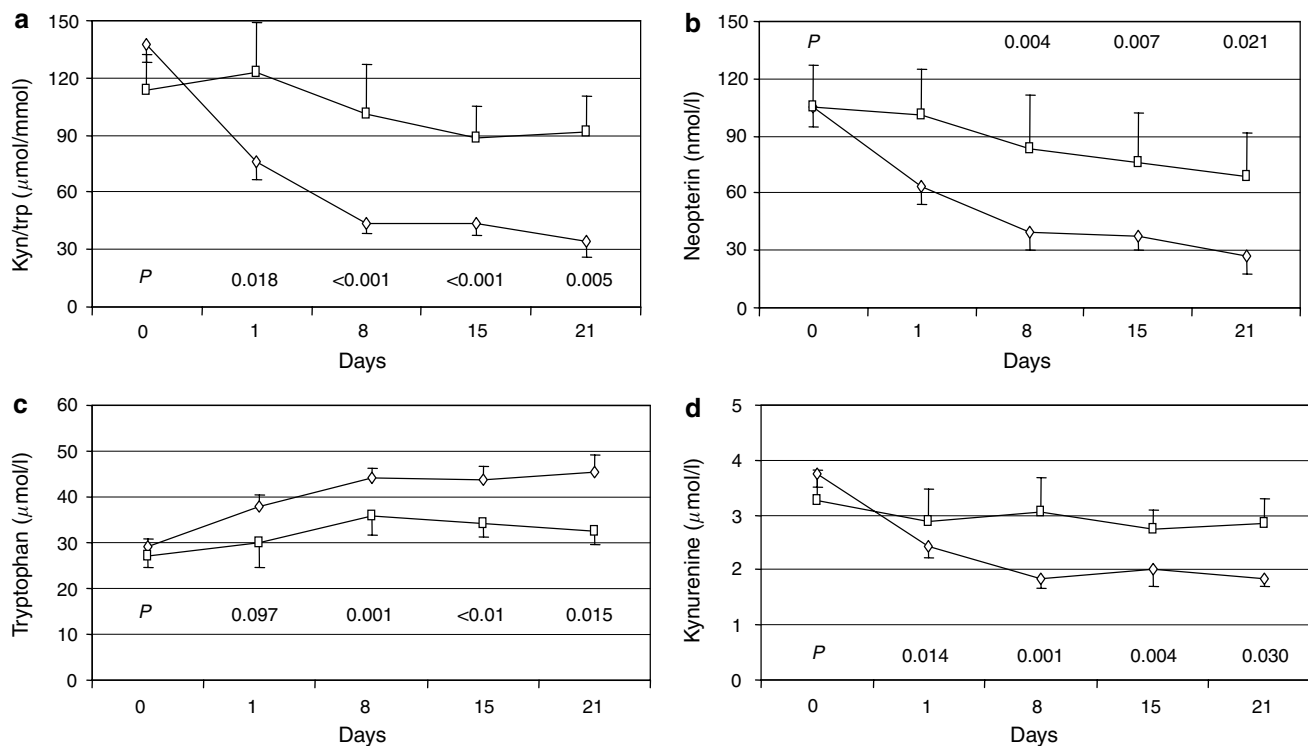 a
Kyn/trp (μmol/mmol)
150
120
90
60
30
0
P 0.018 <0.001 <0.001 0.005
0 1 8 15 21
Days
b
Neopterin (nmol/l)
150
120
90
60
30
0
P 0.004 0.007 0.021
0 1 8 15 21
Days
c
Tryptophan (μmol/l)
60
50
40
30
20
10
0
P 0.097 0.001 <0.01 0.015
0 1 8 15 21
Days
d
Kynurenine (μmol/l)
5
4
3
2
1
0
P 0.014 0.001 0.004 0.030
0 1 8 15 21
Days